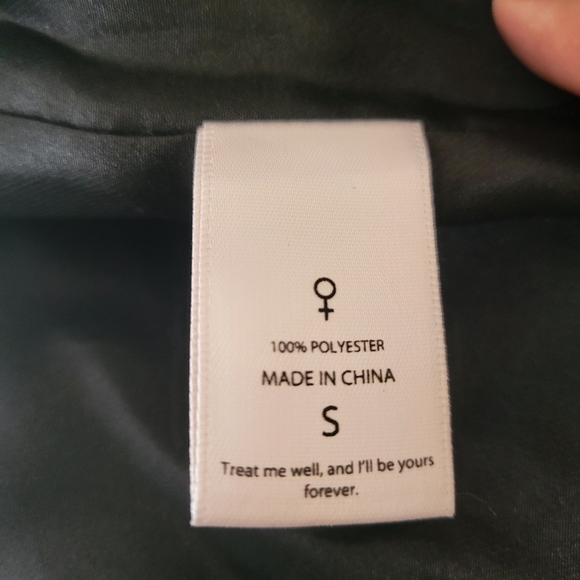 100% POLYESTER
MADE IN CHINA
S
Treat me well, and I'll be yours
forever.